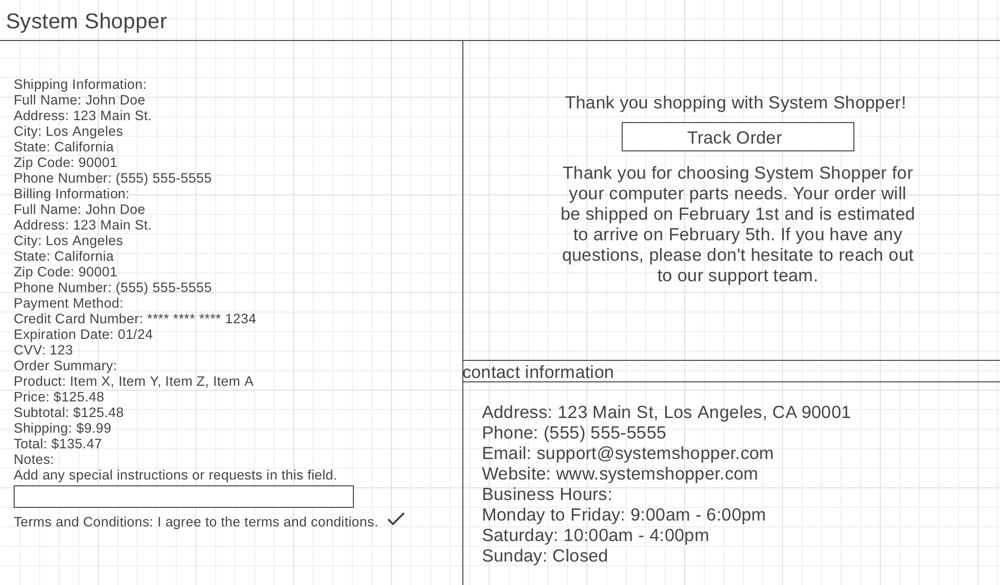 System Shopper
Shipping Information:
Full Name: John Doe
Address: 123 Main St.
City: Los Angeles
State: California
Zip Code: 90001
Phone Number: (555) 555-5555
Billing Information:
Full Name: John Doe
Address: 123 Main St.
City: Los Angeles
State: California
Zip Code: 90001
Phone Number: (555) 555-5555
Payment Method:
Credit Card Number: **** **** **** 1234
Expiration Date: 01/24
CVV: 123
Order Summary:
Product: Item X, Item Y, Item Z, Item A
Price: $125.48
Subtotal: $125.48
Shipping: $9.99
Total: $135.47
Notes:
Add any special instructions or requests in this field.
Terms and Conditions: I agree to the terms and conditions.
Thank you shopping with System Shopper!
Track Order
Thank you for choosing System Shopper for
your computer parts needs. Your order will
be shipped on February 1st and is estimated
to arrive on February 5th. If you have any
questions, please don't hesitate to reach out
to our support team.
contact information
Address: 123 Main St, Los Angeles, CA 90001
Phone: (555) 555-5555
Email: support@systemshopper.com
Website: www.systemshopper.com
Business Hours:
Monday to Friday: 9:00am - 6:00pm
Saturday: 10:00am - 4:00pm
Sunday: Closed